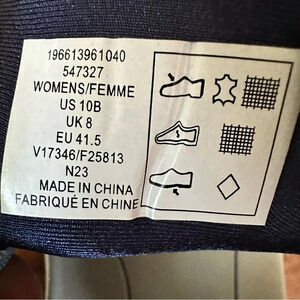 196613961040
547327
WOMENS/FEMME
US 10B
UK 8
EU 41.5
V17346/F25813
N23
MADE IN CHINA
FABRIQUÉ EN CHINE